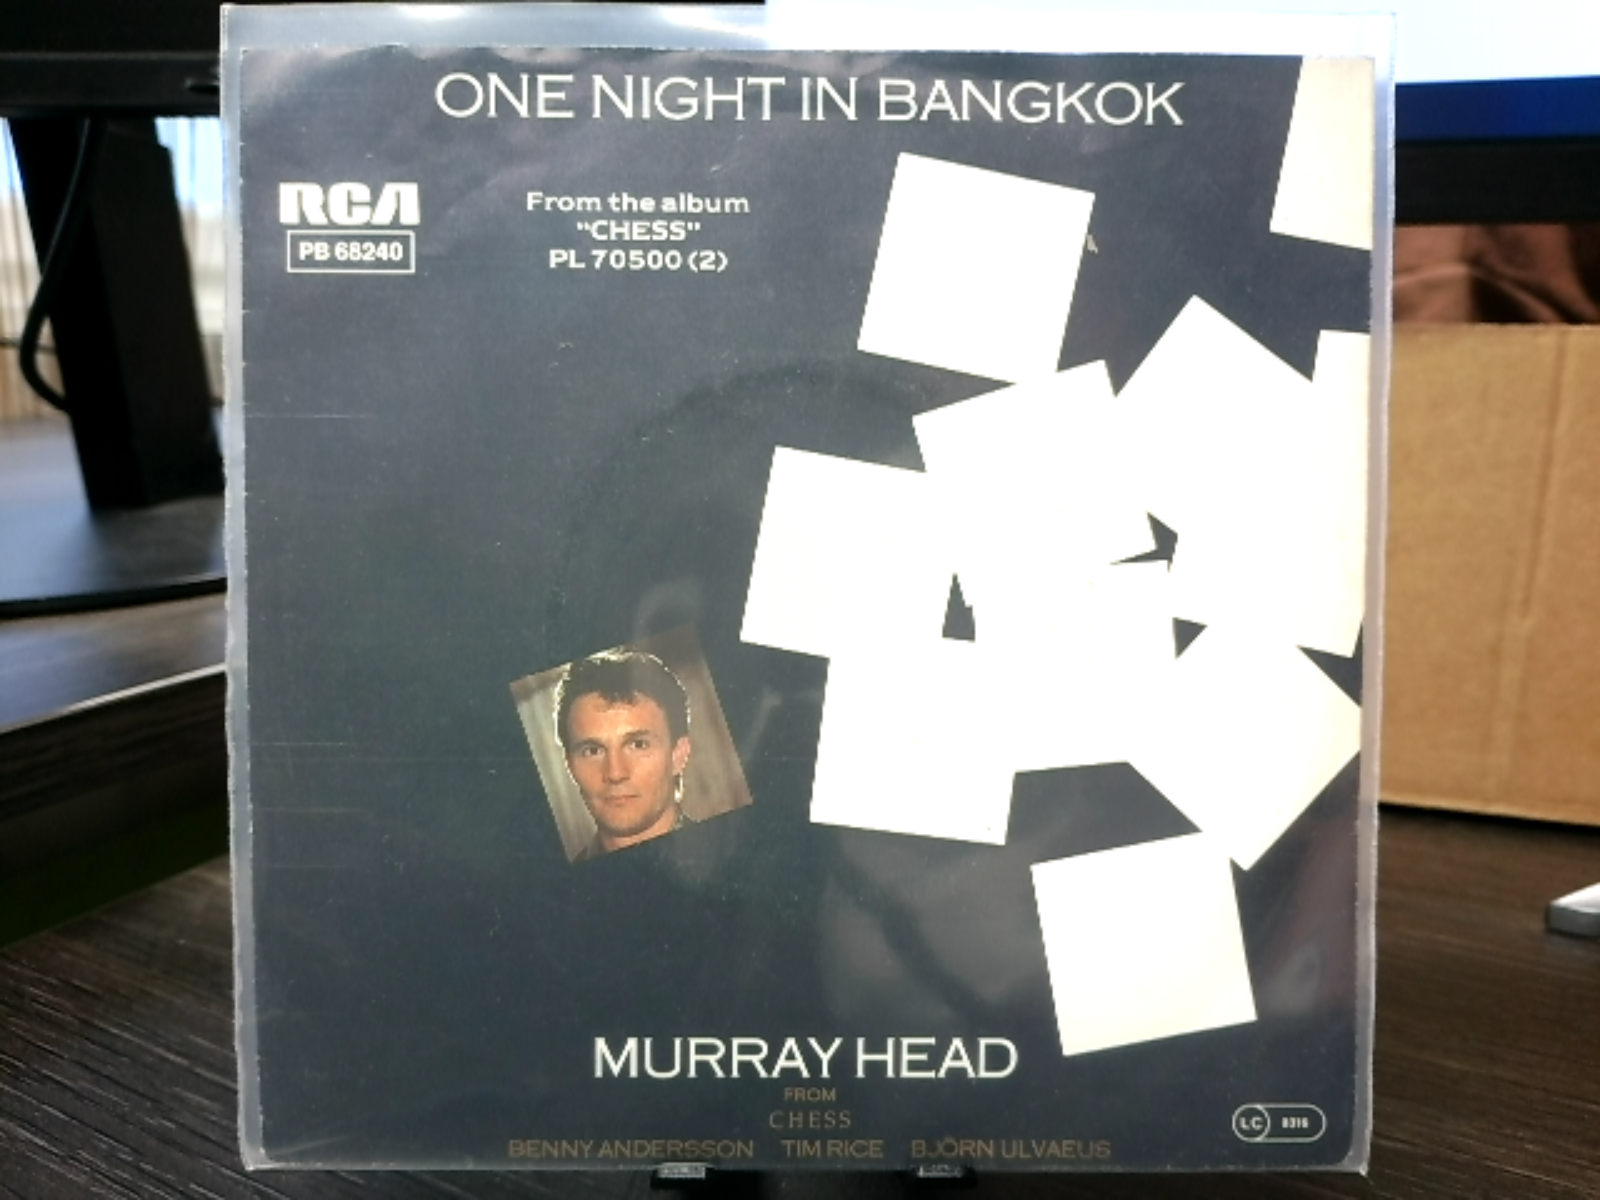 ONE NIGHT IN BANGKOK
RCA
PB 68240
From the album
"CHESS"
PL 70500 (2)
MURRAY HEAD
FROM
CHESS
BENNY ANDERSSON TIM RICE BJÖRN ULVAEUS
LC 0316